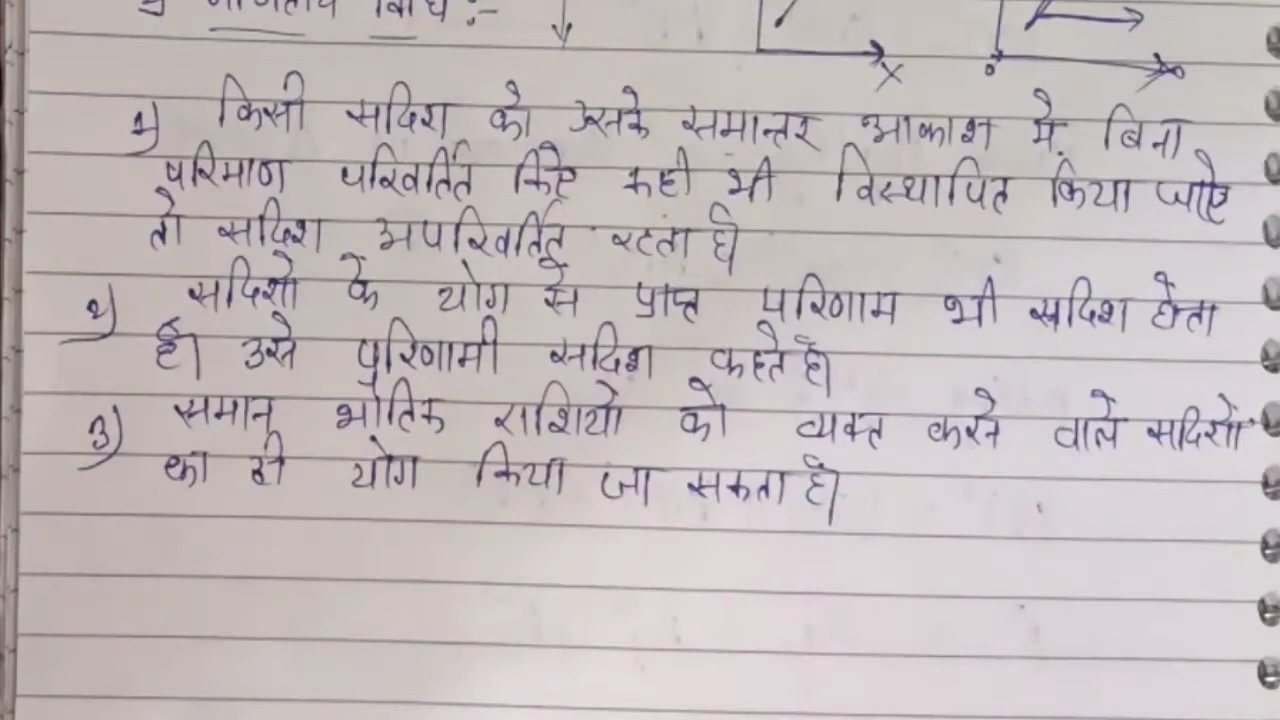 विधि :-
X
1) किसी सदिश को उसके समान्तर आकाश में बिना
परिमाण परिवर्तित किए कही भी विस्थापित किया जाऐ
तो सदिश अपरिवर्तित रहता है
2) सदिशो के योग से प्राप्त परिणाम भी सदिश होता
है। उसे परिणामी सदिश कहते है।
3) समान भौतिक राशियो को व्यक्त करने वाले सदिशों
का ही योग किया जा सकता है।